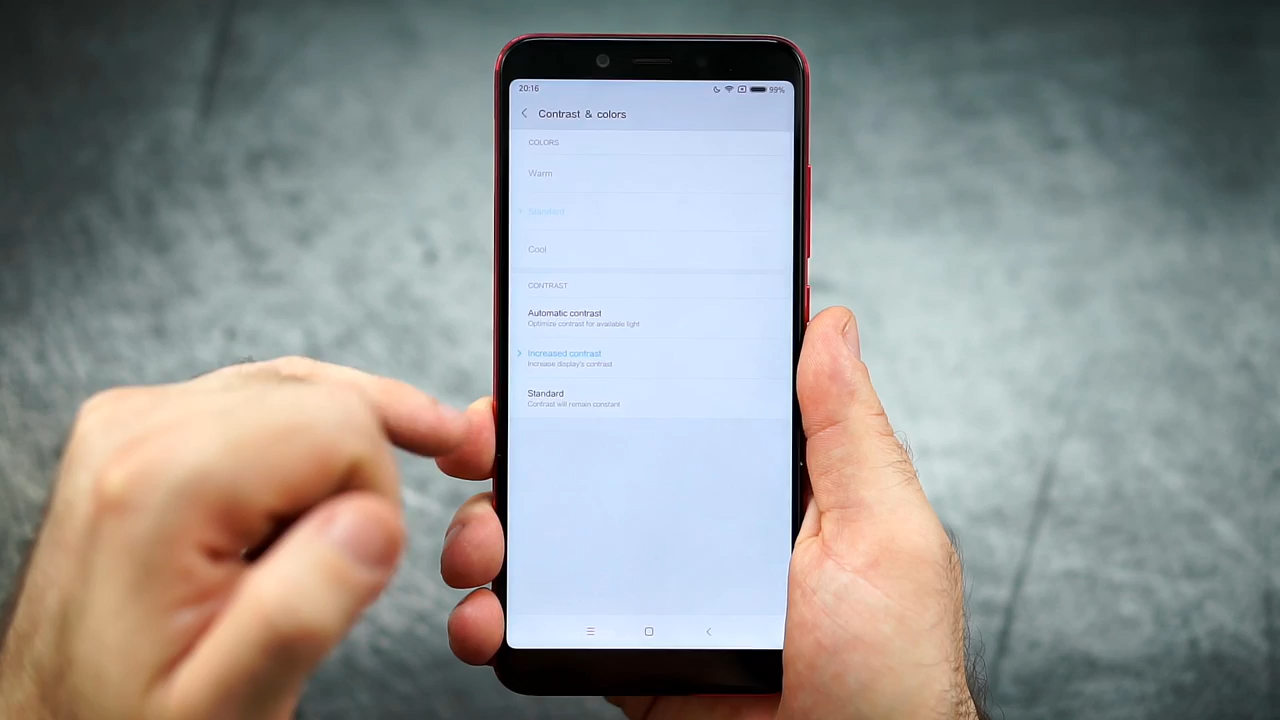 20:16
99%
Contrast & colors
COLORS
Warm
Standard
Cool
CONTRAST
Automatic contrast
Optimize contrast for available light
Increased contrast
Increase display's contrast
Standard
Contrast will remain constant